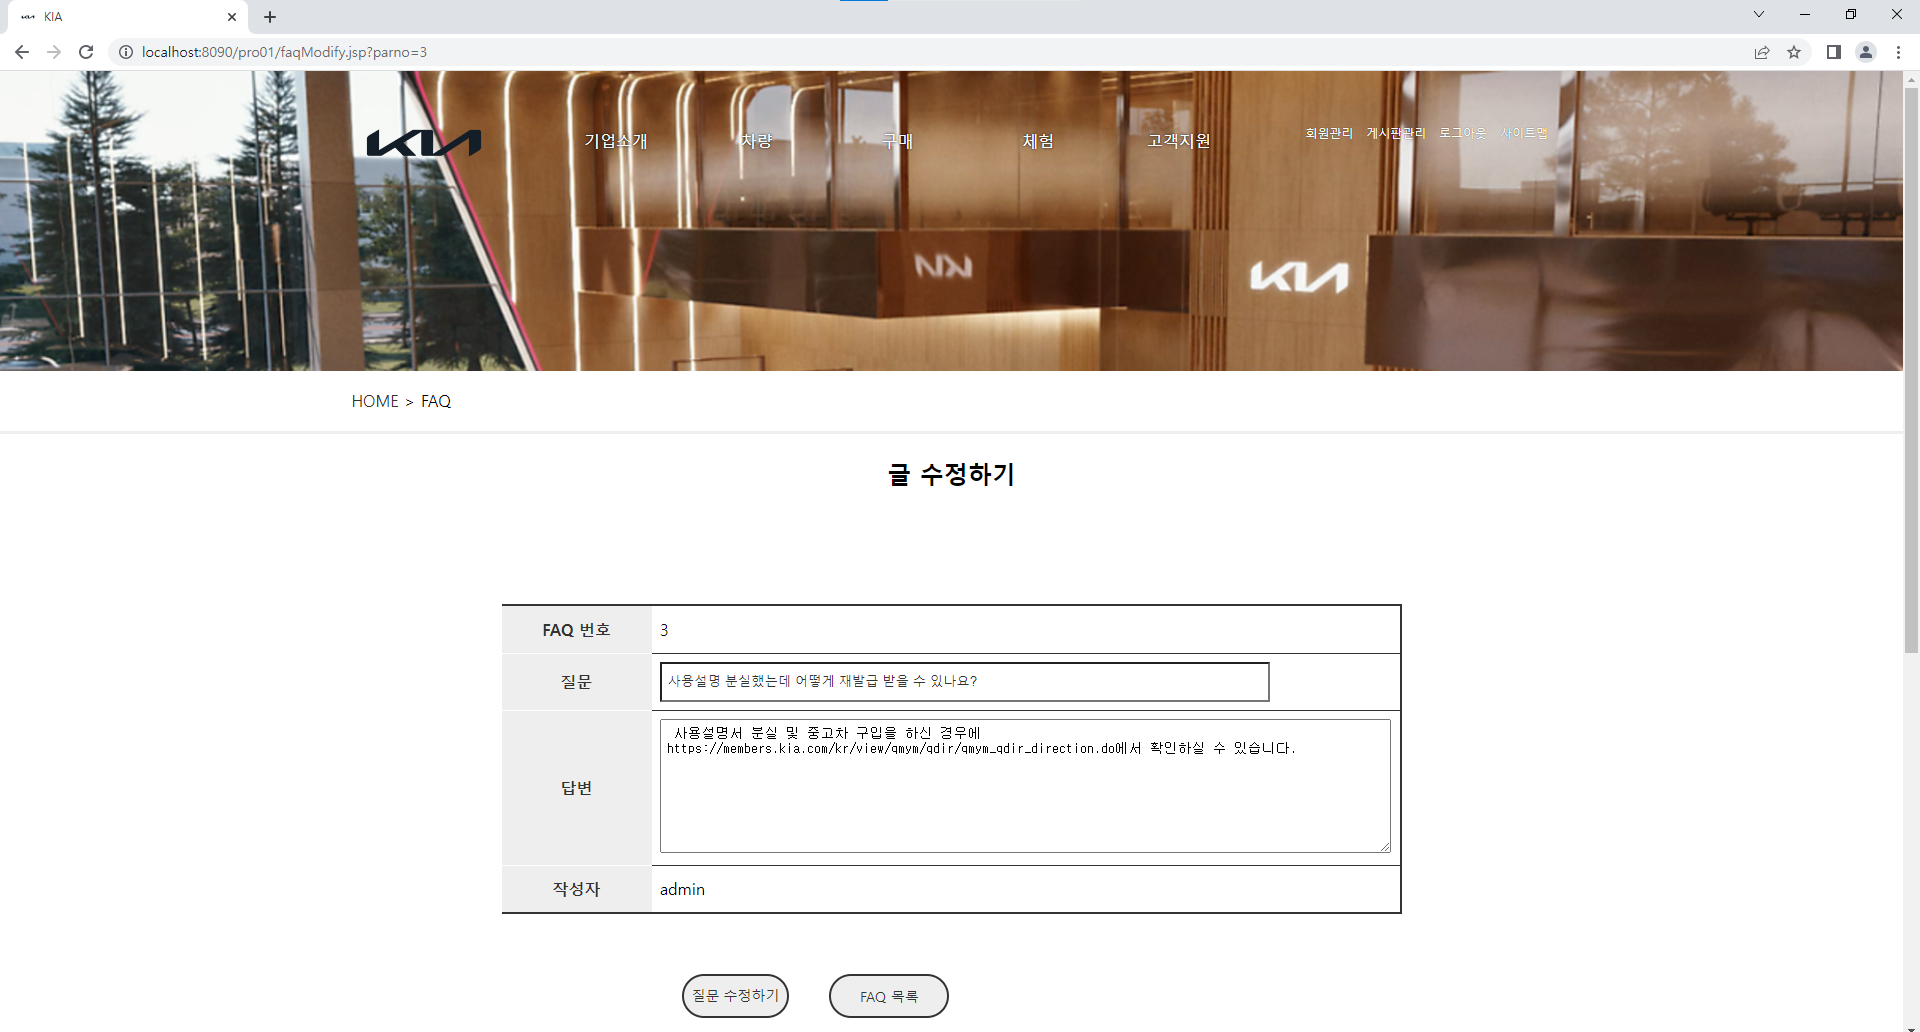 KIA
localhost:8090/pro01/faqModify.jsp?parno=3
KIA 기업소개 차량 구매 체험 고객지원 회원관리 게시판관리 로그아웃 사이트맵
KIA
HOME > FAQ
글 수정하기
FAQ 번호 3
질문 사용설명 분실했는데 어떻게 재발급 받을 수 있나요?
답변 사용설명서 분실 및 중고차 구입을 하신 경우에
https://members.kia.com/kr/view/qmym/qdir/qmym_qdir_direction.do에서 확인하실 수 있습니다.
작성자 admin
질문 수정하기 FAQ 목록